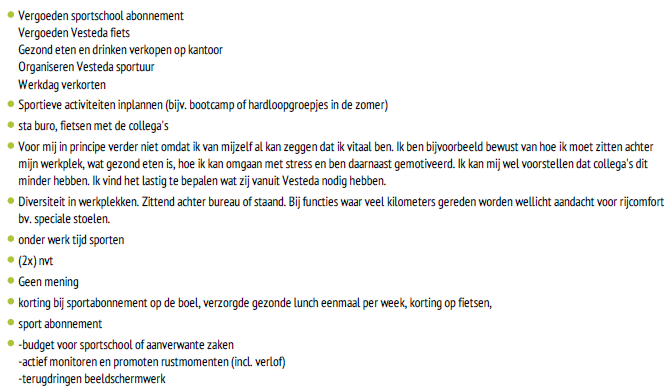 • Vergoeden sportschool abonnement
Vergoeden Vesteda fiets
Gezond eten en drinken verkopen op kantoor
Organiseren Vesteda sportuur
Werkdag verkorten
• Sportieve activiteiten inplannen (bijv. bootcamp of hardloopgroepjes in de zomer)
• sta buro, fietsen met de collega's
• Voor mij in principe verder niet omdat ik van mijzelf al kan zeggen dat ik vitaal ben. Ik ben bijvoorbeeld bewust van hoe ik moet zitten achter
mijn werkplek, wat gezond eten is, hoe ik kan omgaan met stress en ben daarnaast gemotiveerd. Ik kan mij wel voorstellen dat collega's dit
minder hebben. Ik vind het lastig te bepalen wat zij vanuit Vesteda nodig hebben.
• Diversiteit in werkplekken. Zittend achter bureau of staand. Bij functies waar veel kilometers gereden worden wellicht aandacht voor rijcomfort
bv. speciale stoelen.
• onder werk tijd sporten
• (2x) nvt
• Geen mening
• korting bij sportabonnement op de boel, verzorgde gezonde lunch eenmaal per week, korting op fietsen,
• sport abonnement
• -budget voor sportschool of aanverwante zaken
-actief monitoren en promoten rustmomenten (incl. verlof)
-terugdringen beeldschermwerk